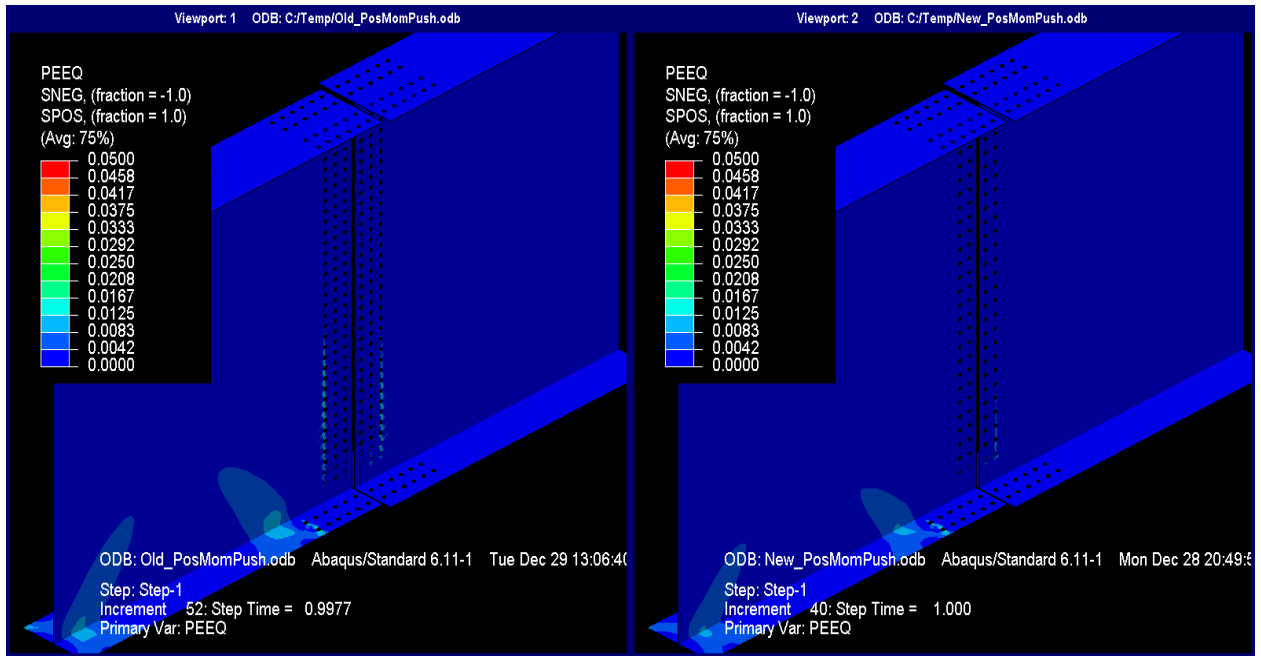 Viewport: 1 ODB: C:/Temp/Old_PosMomPush.odb
PEEQ
SNEG, (fraction = -1.0)
SPOS, (fraction = 1.0)
(Avg: 75%)
0.0500
0.0458
0.0417
0.0375
0.0333
0.0292
0.0250
0.0208
0.0167
0.0125
0.0083
0.0042
0.0000
ODB: Old_PosMomPush.odb Abaqus/Standard 6.11-1 Tue Dec 29 13:06:40
Step: Step-1
Increment 52: Step Time = 0.9977
Primary Var: PEEQ
Viewport: 2 ODB: C:/Temp/New_PosMomPush.odb
PEEQ
SNEG, (fraction = -1.0)
SPOS, (fraction = 1.0)
(Avg: 75%)
0.0500
0.0458
0.0417
0.0375
0.0333
0.0292
0.0250
0.0208
0.0167
0.0125
0.0083
0.0042
0.0000
ODB: New_PosMomPush.odb Abaqus/Standard 6.11-1 Mon Dec 28 20:49:5
Step: Step-1
Increment 40: Step Time = 1.000
Primary Var: PEEQ